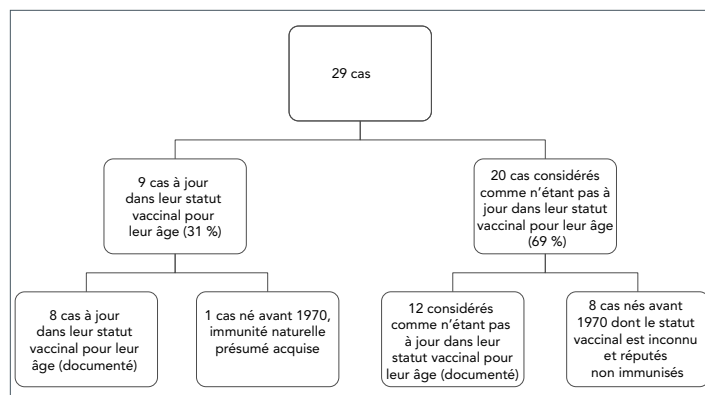 29 cas
9 cas à jour
dans leur statut
vaccinal pour
leur âge (31 %)
20 cas considérés
comme n'étant pas à
jour dans leur statut
vaccinal pour leur âge
(69 %)
8 cas à jour
dans leur statut
vaccinal pour leur
âge (documenté)
1 cas né avant 1970,
immunité naturelle
présumé acquise
12 considérés
comme n'étant pas
à jour dans leur
statut vaccinal pour
leur âge (documenté)
8 cas nés avant
1970 dont le statut
vaccinal est inconnu
et réputés
non immunisés